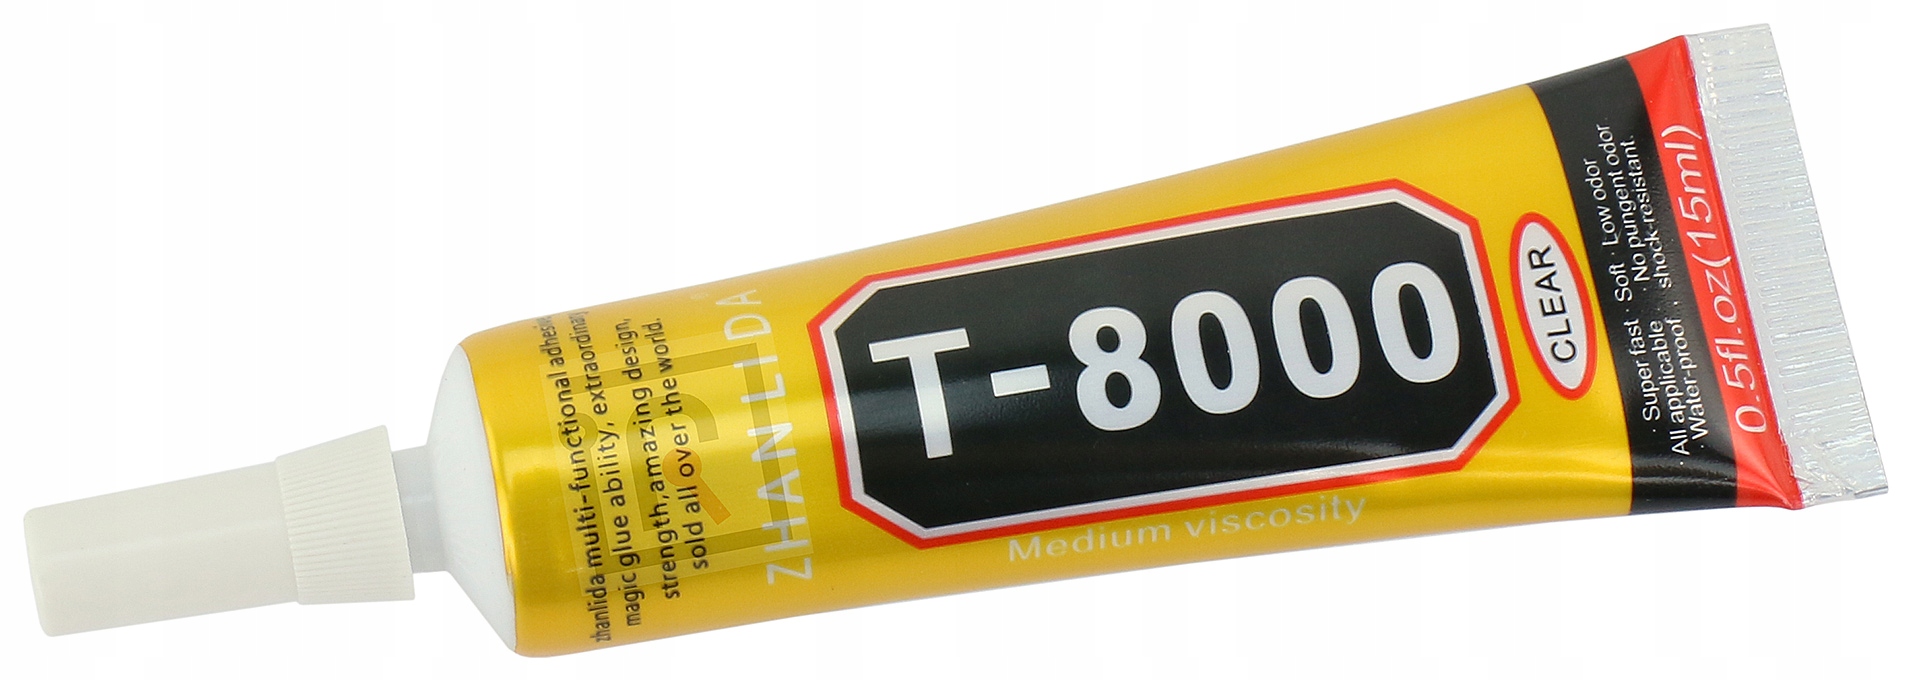 zhanlida multi-functional adhesive
magic glue ability, extraordinary
strength,amazing design,
sold all over the world.
ZHANLIDA
T-8000
Medium viscosity
CLEAR
· Super fast · Soft · Low odor
· All applicable · No pungent odor.
· Water-proof · shock-resistant.
0.5fl.oz(15ml)